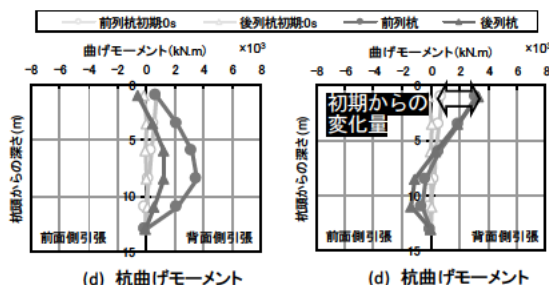 前列杭初期:0s 後列杭初期:0s 前列杭 後列杭
曲げモーメント(kN.m) ×10³
-8 -6 -4 -2 0 2 4 6 8
0
5
10
15
杭頭からの深さ(m)
前面側引張 背面側引張
(d) 杭曲げモーメント
曲げモーメント(kN.m) ×10³
-8 -6 -4 -2 0 2 4 6 8
0
5
10
15
杭頭からの深さ(m)
初期からの
変化量
前面側引張 背面側引張
(d) 杭曲げモーメント